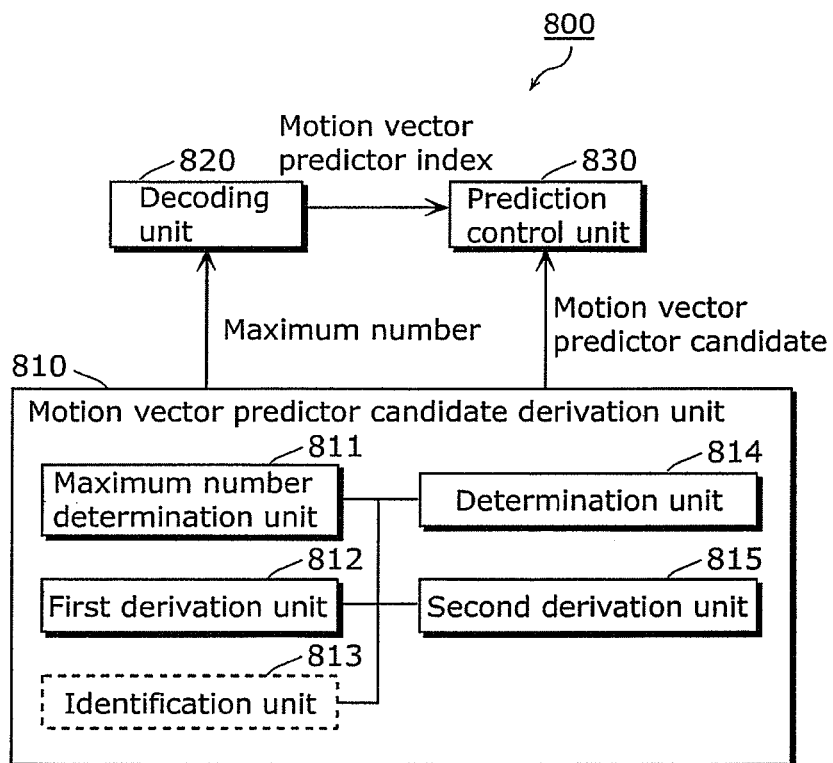 800
Motion vector
predictor index
820
830
Decoding
unit
Prediction
control unit
Maximum number
Motion vector
predictor candidate
810
Motion vector predictor candidate derivation unit
811
814
Maximum number
determination unit
Determination unit
812
815
First derivation unit
Second derivation unit
813
Identification unit